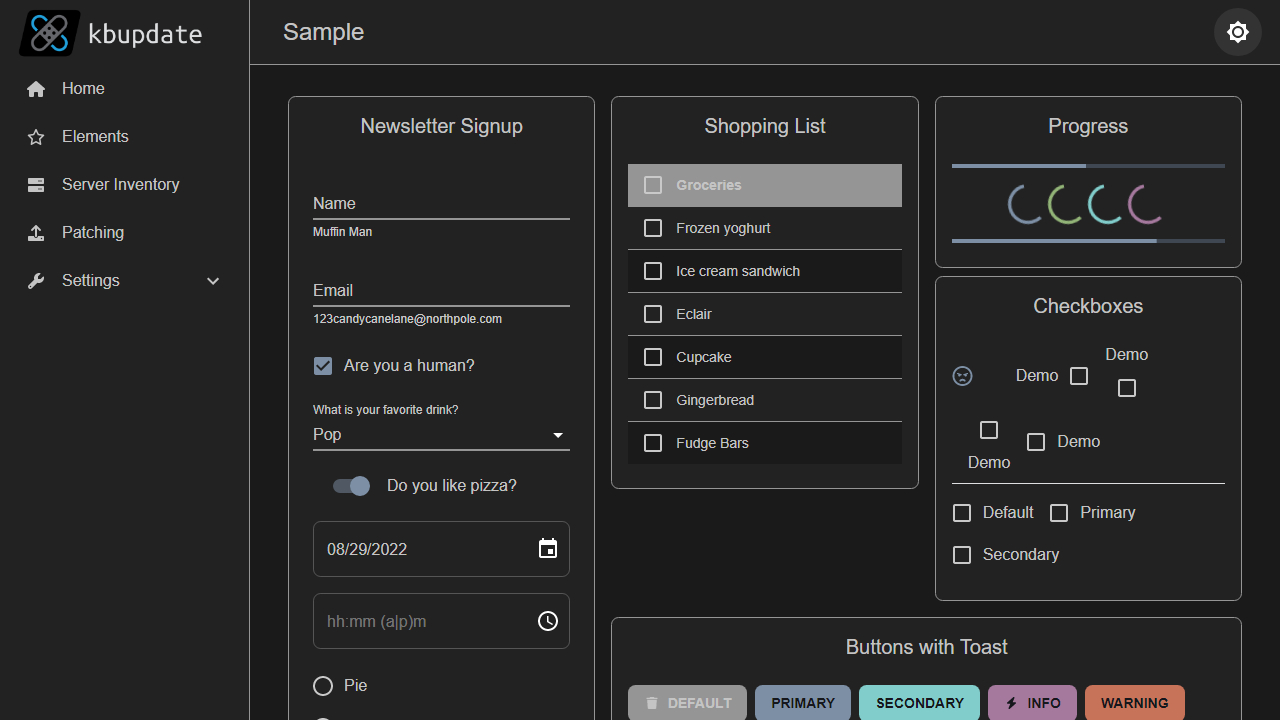 kbupdate
Home
Elements
Server Inventory
Patching
Settings
Sample
Newsletter Signup
Name
Muffin Man
Email
123candycanelane@northpole.com
Are you a human?
What is your favorite drink?
Pop
Do you like pizza?
08/29/2022
hh:mm (a|p)m
Pie
Shopping List
Groceries
Frozen yoghurt
Ice cream sandwich
Eclair
Cupcake
Gingerbread
Fudge Bars
Progress
Checkboxes
Demo
Demo
Demo
Demo
Default Primary
Secondary
Buttons with Toast
DEFAULT PRIMARY SECONDARY INFO WARNING